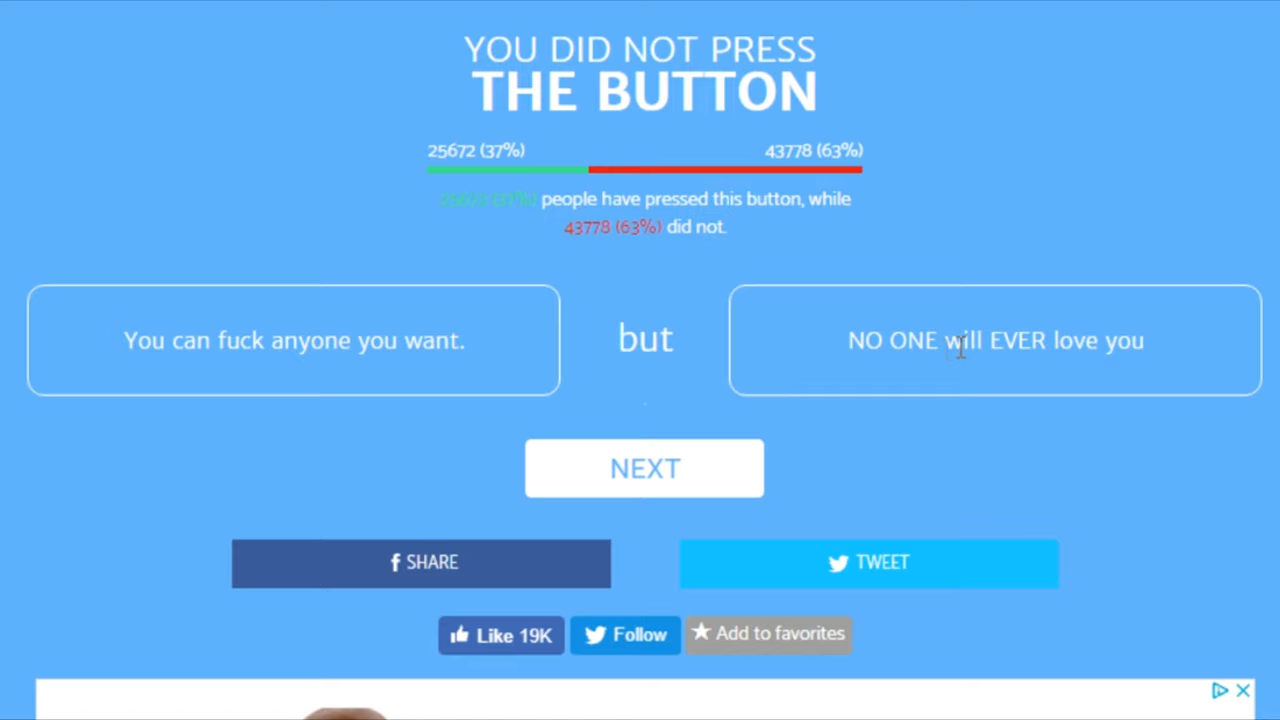 YOU DID NOT PRESS
THE BUTTON
25672 (37%) 43778 (63%)
25672 (37%) people have pressed this button, while
43778 (63%) did not.
You can fuck anyone you want. but NO ONE will EVER love you
NEXT
f SHARE TWEET
Like 19K Follow Add to favorites